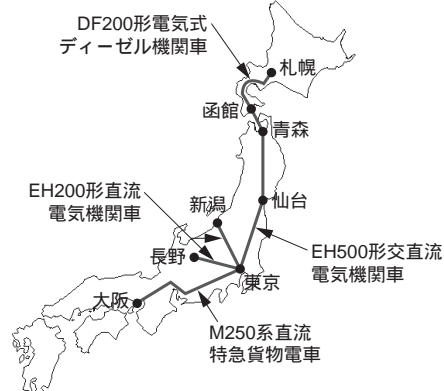 DF200形電気式
ディーゼル機関車
札幌
函館
青森
EH200形直流
電気機関車
新潟
仙台
長野
EH500形交直流
電気機関車
東京
大阪
M250系直流
特急貨物電車